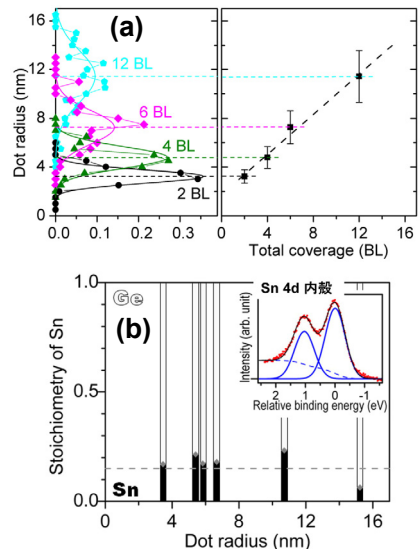 (a)
Dot radius (nm)
16
12
8
4
0
12 BL
6 BL
4 BL
2 BL
0.0 0.1 0.2 0.3 0 4 8 12 16
Total coverage (BL)
(b)
Ge
Sn
Stoichiometry of Sn
1.0
0.5
0.0
Sn 4d 内殻
Intensity (arb. unit)
2 1 0 -1
Relative binding energy (eV)
0 4 8 12 16
Dot radius (nm)